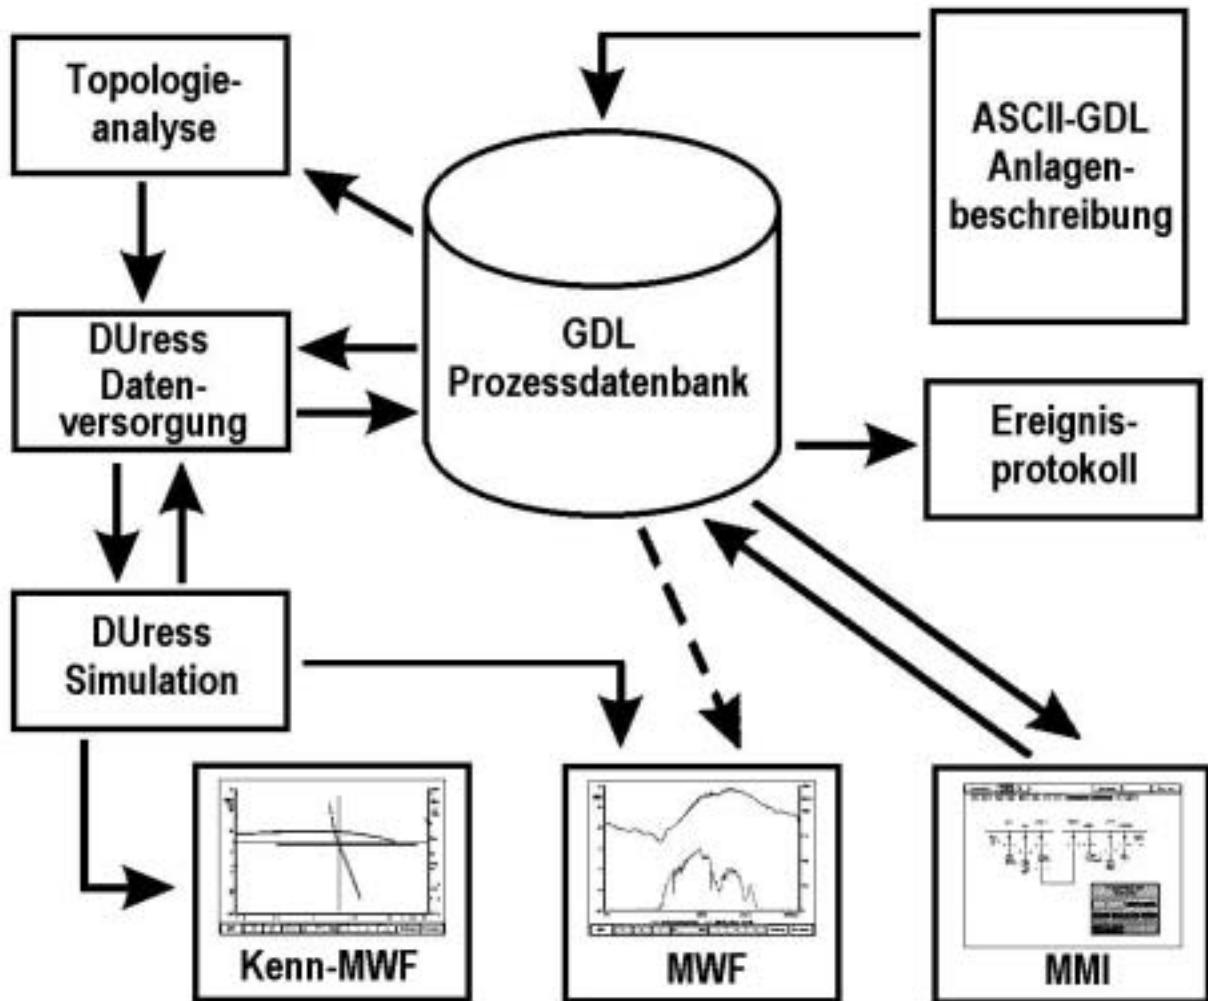 Topologie-
analyse
ASCII-GDL
Anlagen-
beschreibung
GDL
Prozessdatenbank
DUress
Daten-
versorgung
Ereignis-
protokoll
DUress
Simulation
Kenn-MWF
MWF
MMI